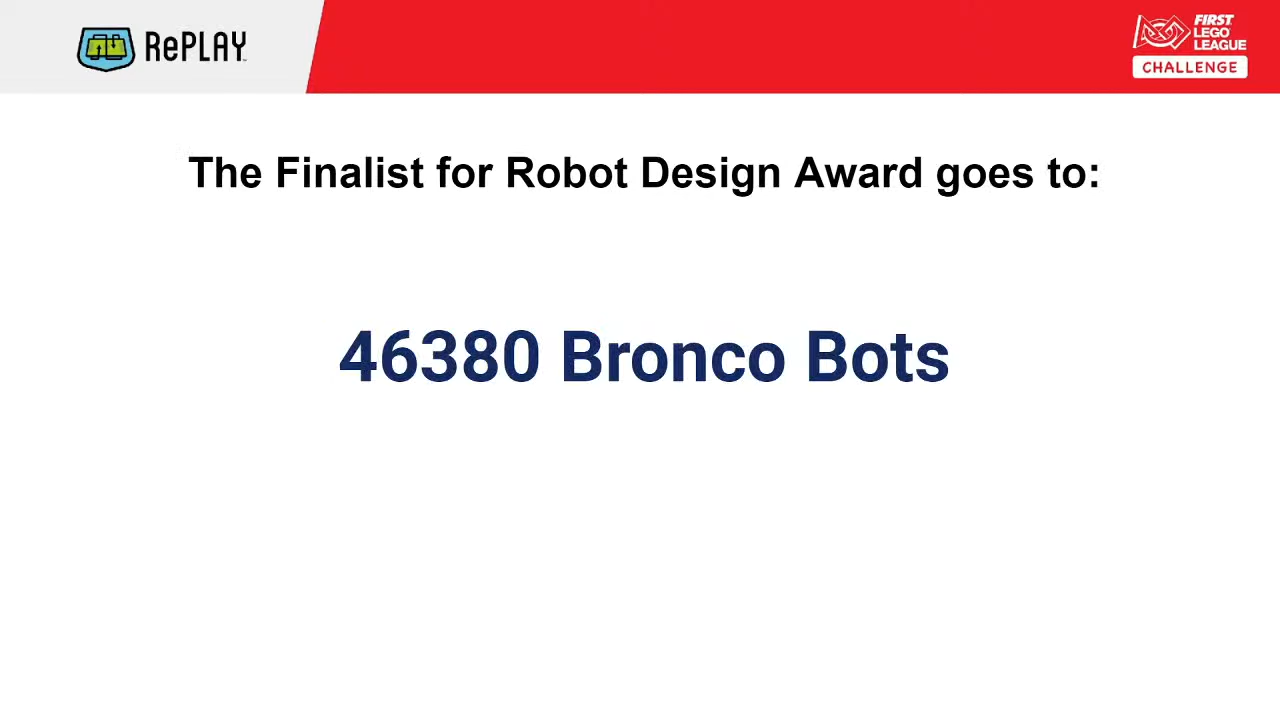 RePLAY
FIRST
LEGO
LEAGUE
CHALLENGE
The Finalist for Robot Design Award goes to:
46380 Bronco Bots